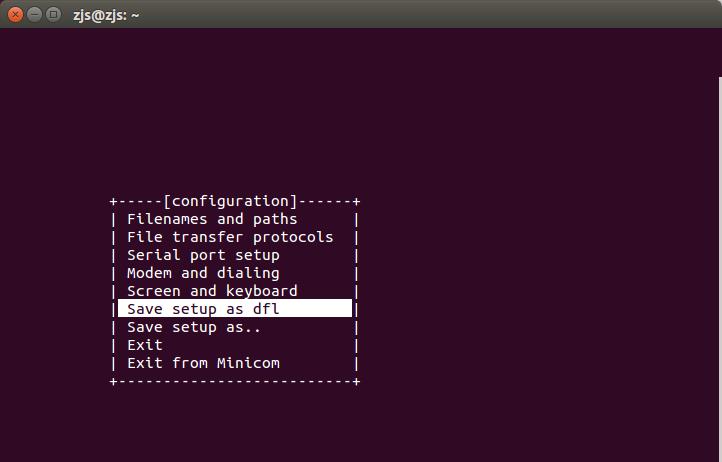 zjs@zjs: ~
+-----[configuration]------+
| Filenames and paths      |
| File transfer protocols  |
| Serial port setup        |
| Modem and dialing        |
| Screen and keyboard      |
| Save setup as dfl        |
| Save setup as..          |
| Exit                     |
| Exit from Minicom        |
+--------------------------+